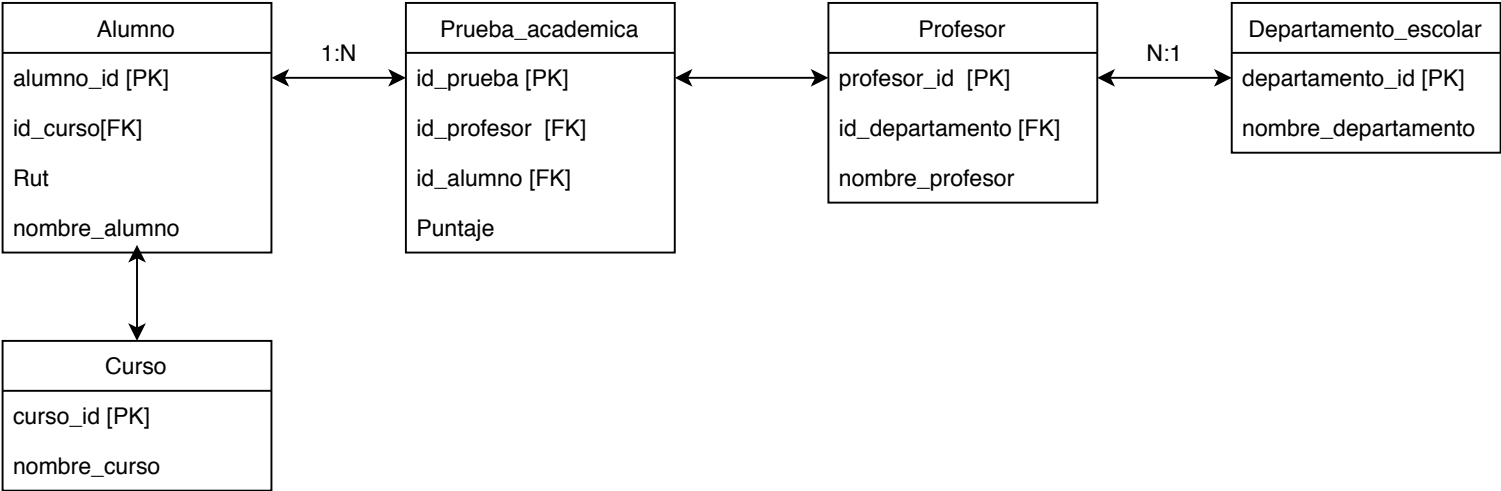 Alumno
alumno_id [PK]
id_curso[FK]
Rut
nombre_alumno
1:N
Prueba_academica
id_prueba [PK]
id_profesor [FK]
id_alumno [FK]
Puntaje
Profesor
profesor_id [PK]
id_departamento [FK]
nombre_profesor
N:1
Departamento_escolar
departamento_id [PK]
nombre_departamento
Curso
curso_id [PK]
nombre_curso